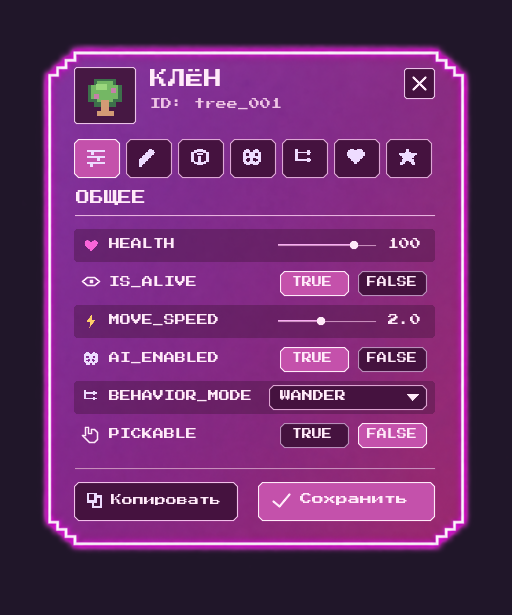 КЛЁН
ID: tree_001
ОБЩЕЕ
HEALTH 100
IS_ALIVE TRUE FALSE
MOVE_SPEED 2.0
AI_ENABLED TRUE FALSE
BEHAVIOR_MODE WANDER
PICKABLE TRUE FALSE
Копировать Сохранить